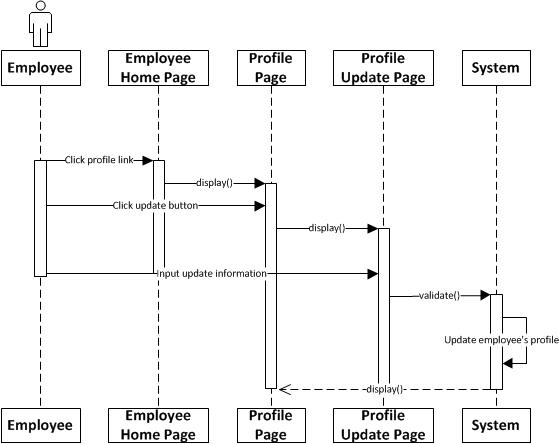 Employee
Employee
Home Page
Profile
Page
Profile
Update Page
System
Click profile link
display()
Click update button
display()
Input update information
validate()
Update employee's profile
display()
Employee
Employee
Home Page
Profile
Page
Profile
Update Page
System